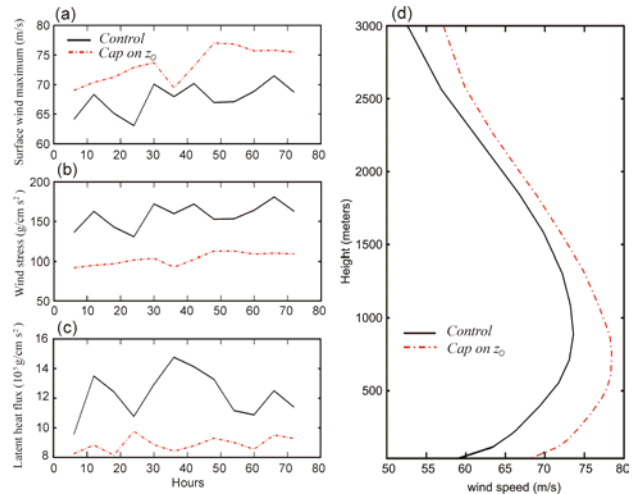 (a)
Surface wind maximum (m/s)
80
75
70
65
60
Control
Cap on z₀
0 10 20 30 40 50 60 70 80
(b)
Wind stress (g/cm s²)
200
150
100
50
0 10 20 30 40 50 60 70 80
(c)
Latent heat flux (10⁵ g/cm s²)
16
14
12
10
8
0 10 20 30 40 50 60 70 80
Hours
(d)
Height (meters)
3000
2500
2000
1500
1000
500
Control
Cap on z₀
50 55 60 65 70 75 80
wind speed (m/s)